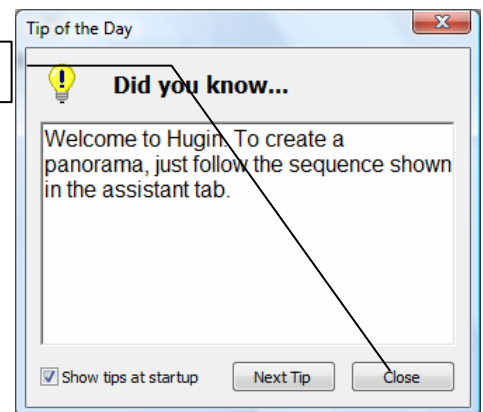 Tip of the Day
Did you know...
Welcome to Hugin. To create a
panorama, just follow the sequence shown
in the assistant tab.
Show tips at startup
Next Tip
Close